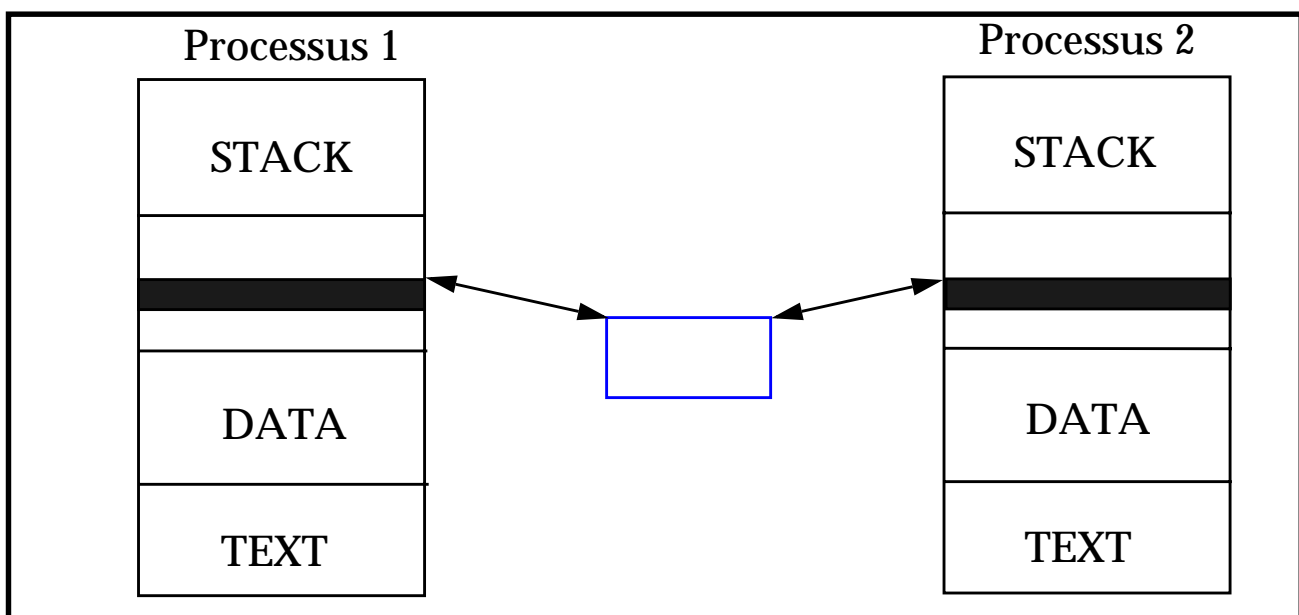 Processus 1
Processus 2
STACK
STACK
DATA
DATA
TEXT
TEXT